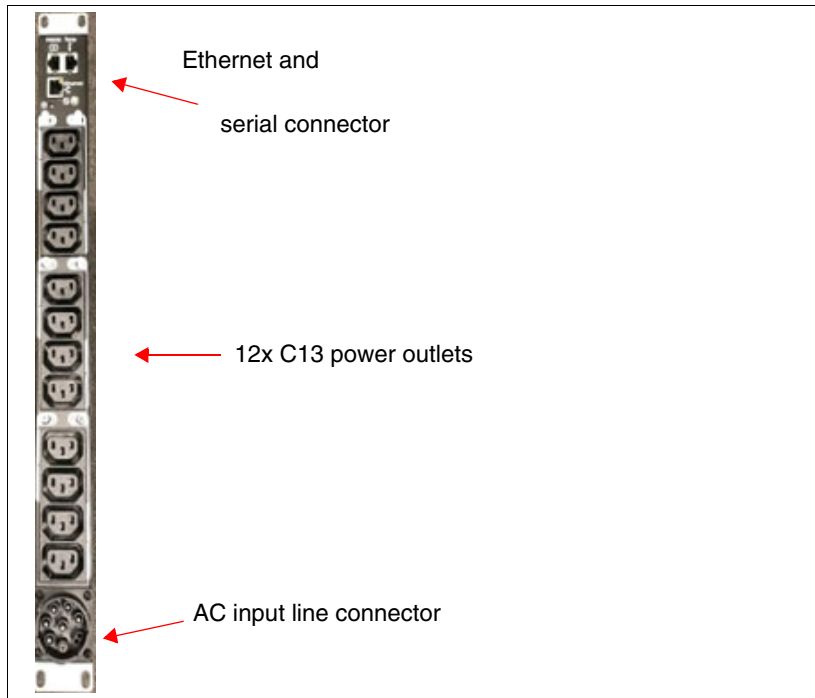 Ethernet and
serial connector
12x C13 power outlets
AC input line connector